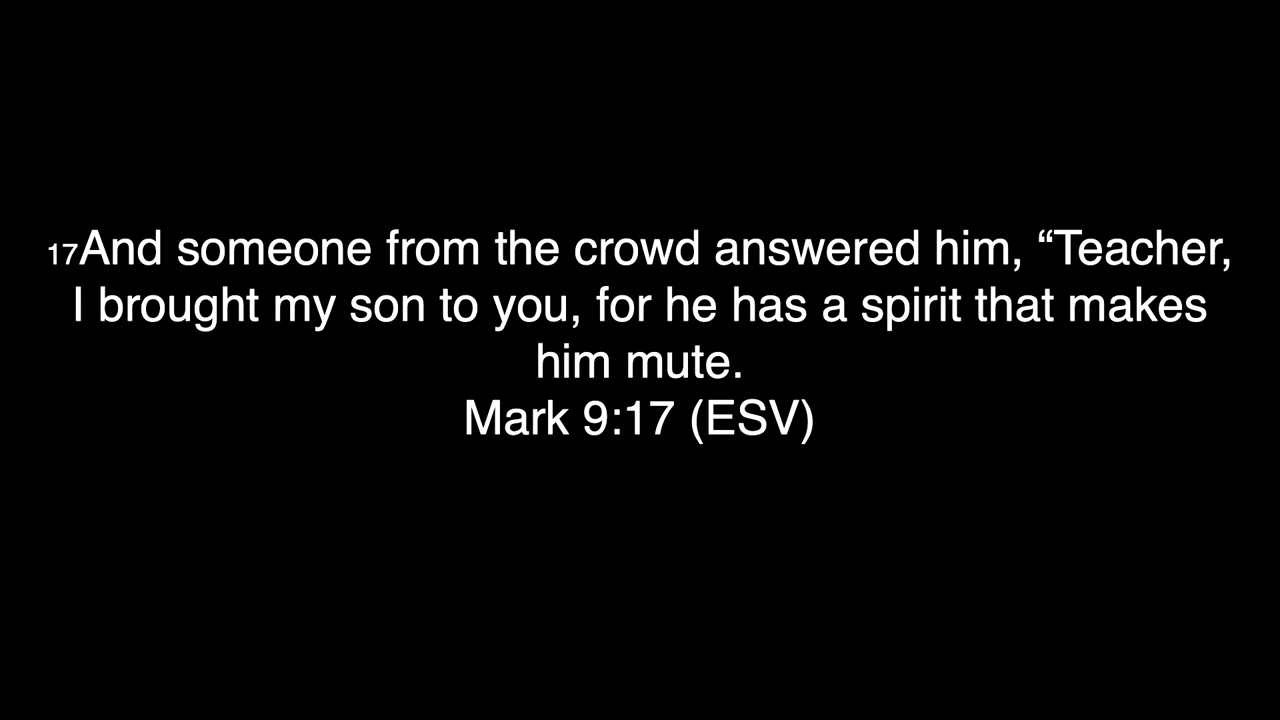 17And someone from the crowd answered him, “Teacher,
I brought my son to you, for he has a spirit that makes
him mute.
Mark 9:17 (ESV)